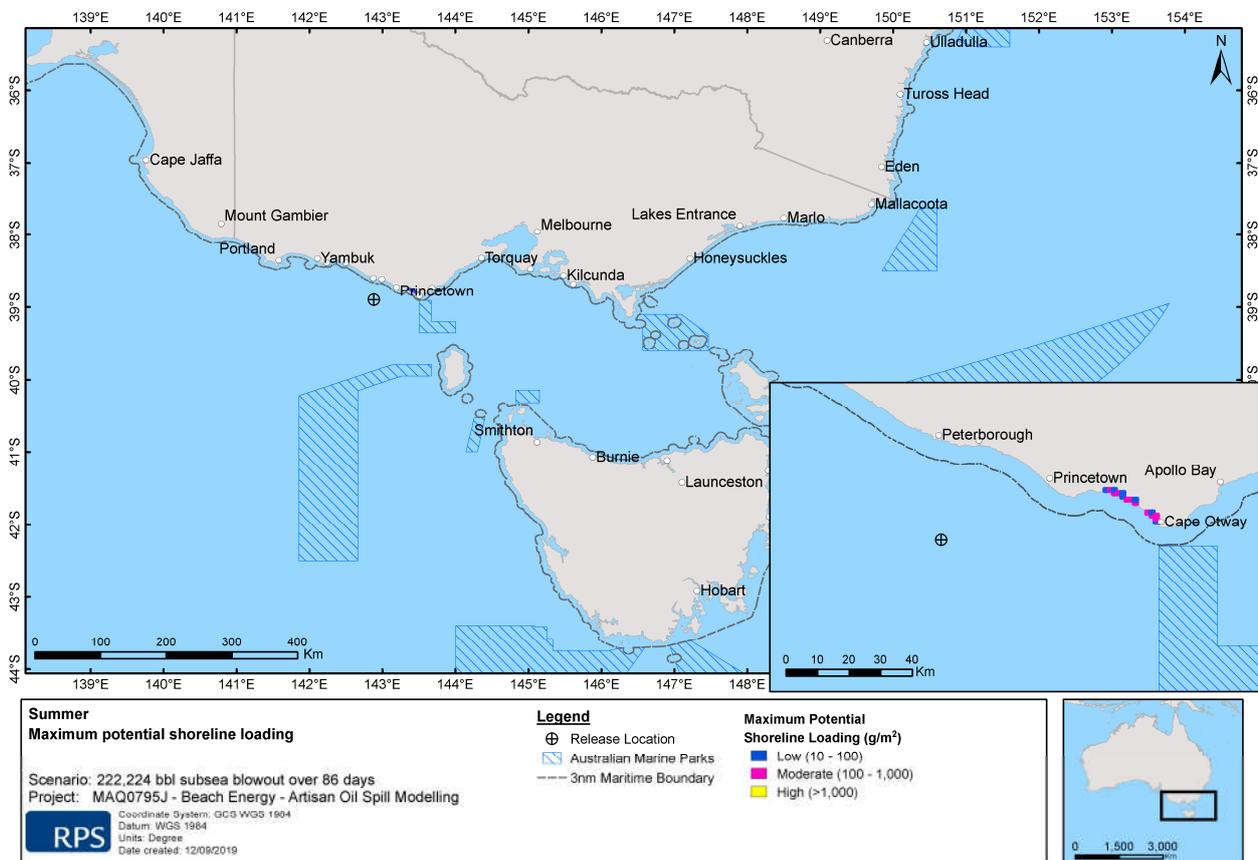 139°E 140°E 141°E 142°E 143°E 144°E 145°E 146°E 147°E 148°E 149°E 150°E 151°E 152°E 153°E 154°E
Canberra
Ulladulla
N
36°S
Tuross Head
36°S
37°S
Cape Jaffa
Eden
37°S
Mount Gambier
Lakes Entrance
Marlo
Mallacoota
38°S
Portland
Yambuk
Melbourne
Torquay
Kilcunda
Honeysuckles
38°S
39°S
Princetown
39°S
40°S
41°S
Smithton
Burnie
Launceston
42°S
43°S
Hobart
44°S
0 100 200 300 400
Km
139°E 140°E 141°E 142°E 143°E 144°E 145°E 146°E 147°E 148°E
Peterborough
Princetown
Apollo Bay
Cape Otway
0 10 20 30 40
Km
Summer
Maximum potential shoreline loading
Scenario: 222,224 bbl subsea blowout over 86 days
Project: MAQ0795J - Beach Energy - Artisan Oil Spill Modelling
RPS
Coordinate System: GCS WGS 1984
Datum: WGS 1984
Units: Degree
Date created: 12/09/2019
Legend
Release Location
Australian Marine Parks
3nm Maritime Boundary
Maximum Potential
Shoreline Loading (g/m²)
Low (10 - 100)
Moderate (100 - 1,000)
High (>1,000)
0 1,500 3,000
Km